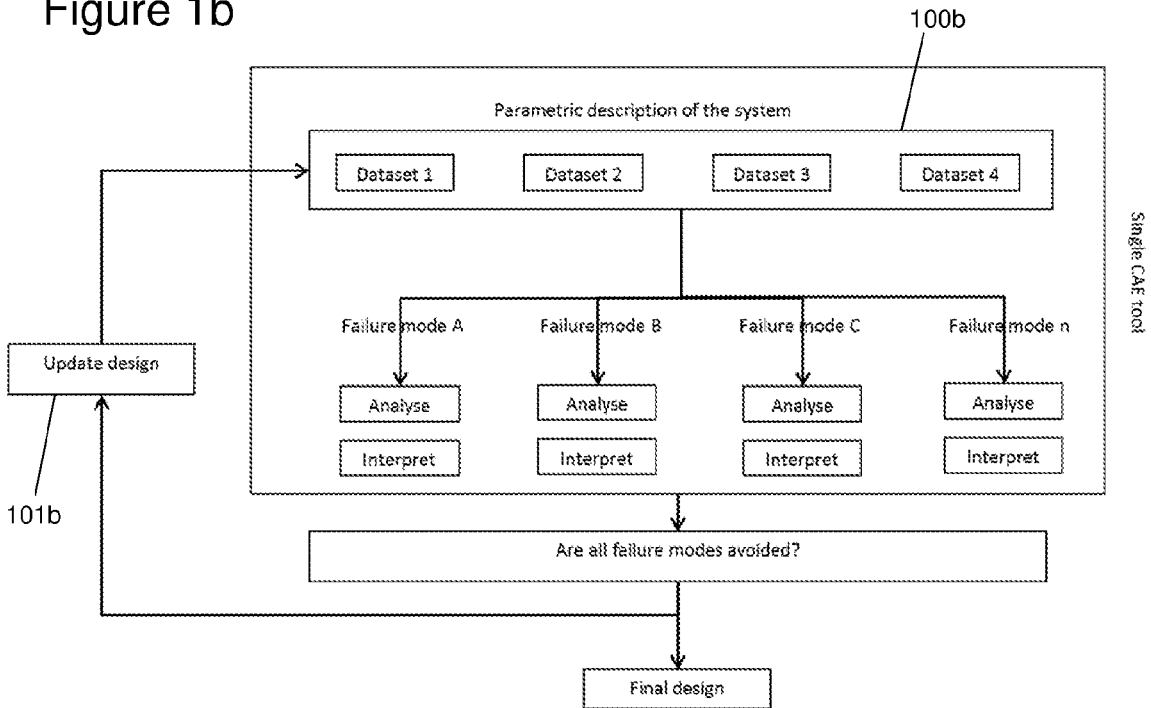 Figure 1b
100b
Parametric description of the system
Dataset 1
Dataset 2
Dataset 3
Dataset 4
Single CAE tool
Failure mode A
Failure mode B
Failure mode C
Failure mode n
Update design
Analyse
Analyse
Analyse
Analyse
Interpret
Interpret
Interpret
Interpret
101b
Are all failure modes avoided?
Final design